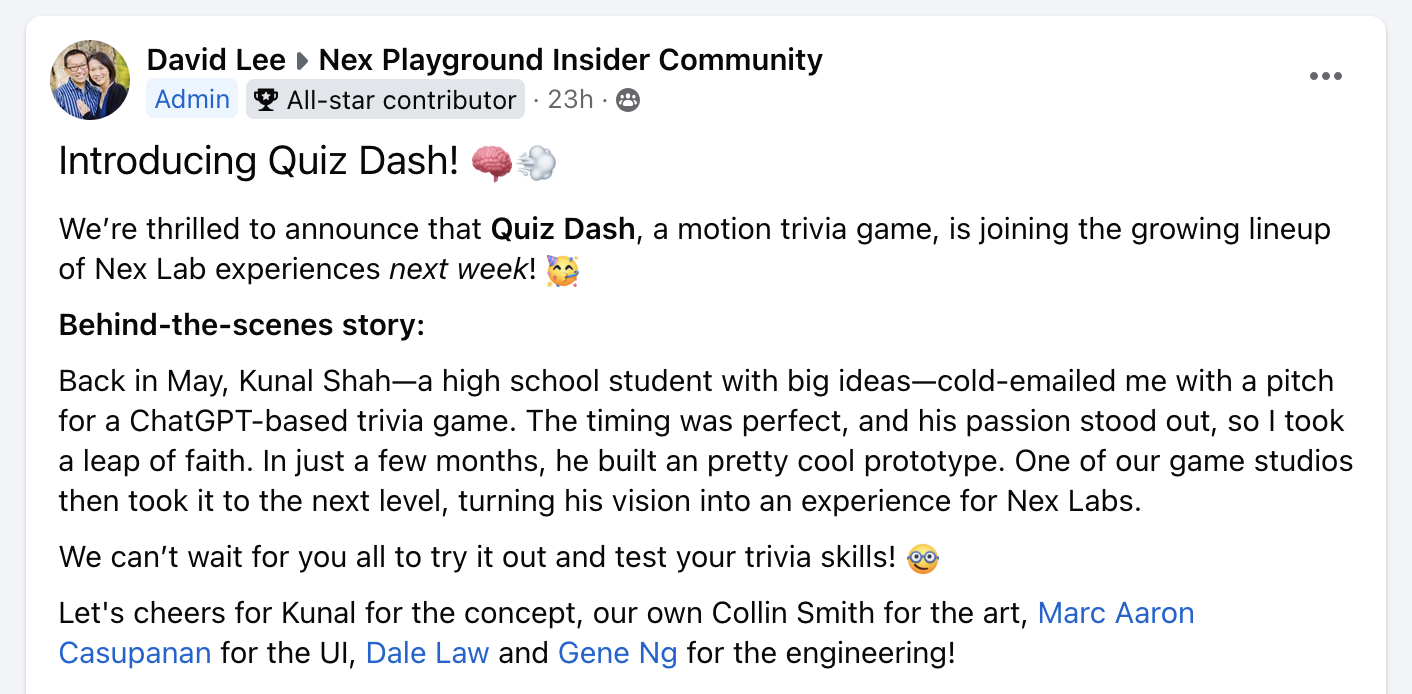 David Lee ▸ Nex Playground Insider Community
Admin All-star contributor · 23h ·
Introducing Quiz Dash! 🧠💨
We’re thrilled to announce that Quiz Dash, a motion trivia game, is joining the growing lineup
of Nex Lab experiences next week! 🥳
Behind-the-scenes story:
Back in May, Kunal Shah—a high school student with big ideas—cold-emailed me with a pitch
for a ChatGPT-based trivia game. The timing was perfect, and his passion stood out, so I took
a leap of faith. In just a few months, he built an pretty cool prototype. One of our game studios
then took it to the next level, turning his vision into an experience for Nex Labs.
We can’t wait for you all to try it out and test your trivia skills! 🤓
Let's cheers for Kunal for the concept, our own Collin Smith for the art, Marc Aaron
Casupanan for the UI, Dale Law and Gene Ng for the engineering!